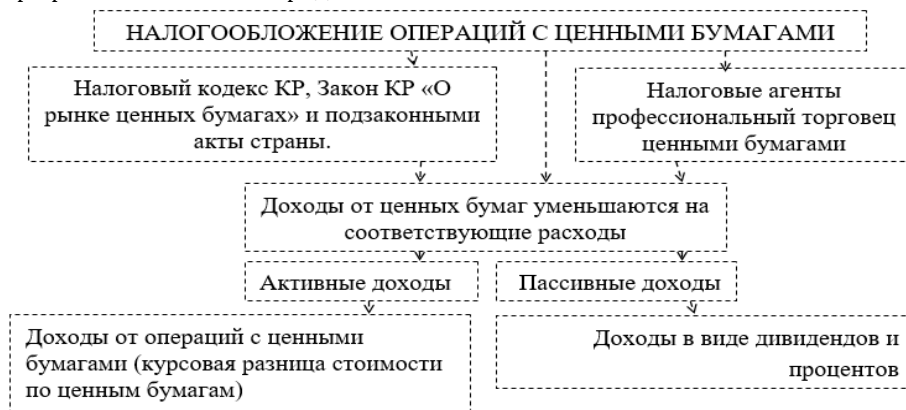 НАЛОГООБЛОЖЕНИЕ ОПЕРАЦИЙ С ЦЕННЫМИ БУМАГАМИ
Налоговый кодекс КР, Закон КР «О
рынке ценных бумагах» и подзаконными
акты страны.
Налоговые агенты
профессиональный торговец
ценными бумагами
Доходы от ценных бумаг уменьшаются на
соответствующие расходы
Активные доходы
Пассивные доходы
Доходы от операций с ценными
бумагами (курсовая разница стоимости
по ценным бумагам)
Доходы в виде дивидендов и
процентов